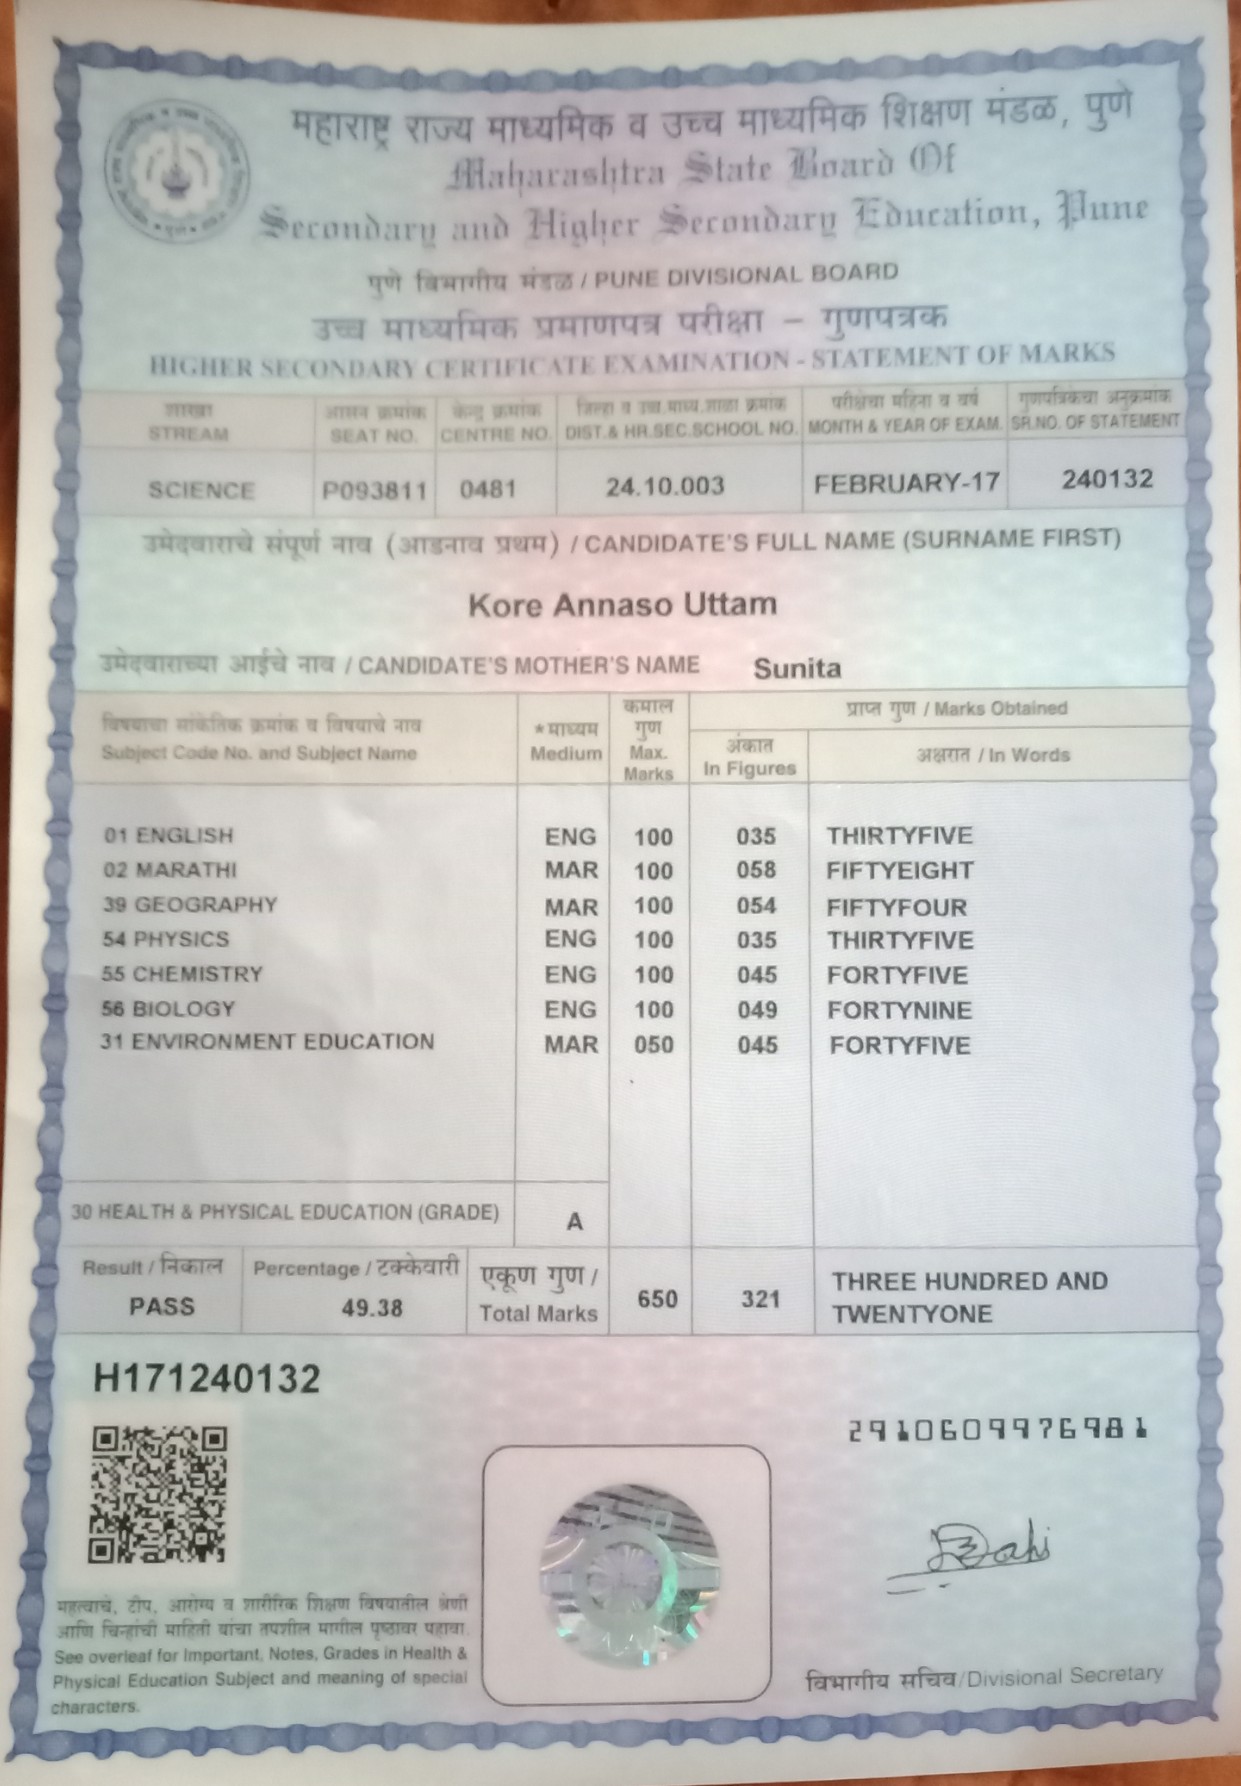 महाराष्ट्र राज्य माध्यमिक व उच्च माध्यमिक शिक्षण मंडळ, पुणे
Maharashtra State Board Of
Secondary and Higher Secondary Education, Pune
पुणे विभागीय मंडळ / PUNE DIVISIONAL BOARD
उच्च माध्यमिक प्रमाणपत्र परीक्षा – गुणपत्रक
HIGHER SECONDARY CERTIFICATE EXAMINATION - STATEMENT OF MARKS
शाखा आसन क्रमांक केन्द्र क्रमांक जिल्हा व उच्च.माध्य.शाळा क्रमांक परीक्षेचा महिना व वर्ष गुणपत्रिकेचा अनुक्रमांक
STREAM SEAT NO. CENTRE NO. DIST.& HR.SEC.SCHOOL NO. MONTH & YEAR OF EXAM. SR.NO. OF STATEMENT
SCIENCE P093811 0481 24.10.003 FEBRUARY-17 240132
उमेदवाराचे संपूर्ण नाव (आडनाव प्रथम) / CANDIDATE'S FULL NAME (SURNAME FIRST)
Kore Annaso Uttam
उमेदवाराच्या आईचे नाव / CANDIDATE'S MOTHER'S NAME Sunita
विषयाचा सांकेतिक क्रमांक व विषयाचे नाव
Subject Code No. and Subject Name
*माध्यम
Medium
कमाल
गुण
Max.
Marks
प्राप्त गुण / Marks Obtained
अंकात
In Figures
अक्षरात / In Words
01 ENGLISH ENG 100 035 THIRTYFIVE
02 MARATHI MAR 100 058 FIFTYEIGHT
39 GEOGRAPHY MAR 100 054 FIFTYFOUR
54 PHYSICS ENG 100 035 THIRTYFIVE
55 CHEMISTRY ENG 100 045 FORTYFIVE
56 BIOLOGY ENG 100 049 FORTYNINE
31 ENVIRONMENT EDUCATION MAR 050 045 FORTYFIVE
30 HEALTH & PHYSICAL EDUCATION (GRADE) A
Result / निकाल
PASS
Percentage / टक्केवारी
49.38
एकूण गुण /
Total Marks
650 321
THREE HUNDRED AND
TWENTYONE
H171240132
2910609976981
महत्वाचे, टीप, आरोग्य व शारीरिक शिक्षण विषयातील श्रेणी
आणि चिन्हांची माहिती यांचा तपशील मागील पृष्ठावर पहावा.
See overleaf for Important, Notes, Grades in Health &
Physical Education Subject and meaning of special
characters.
विभागीय सचिव/Divisional Secretary